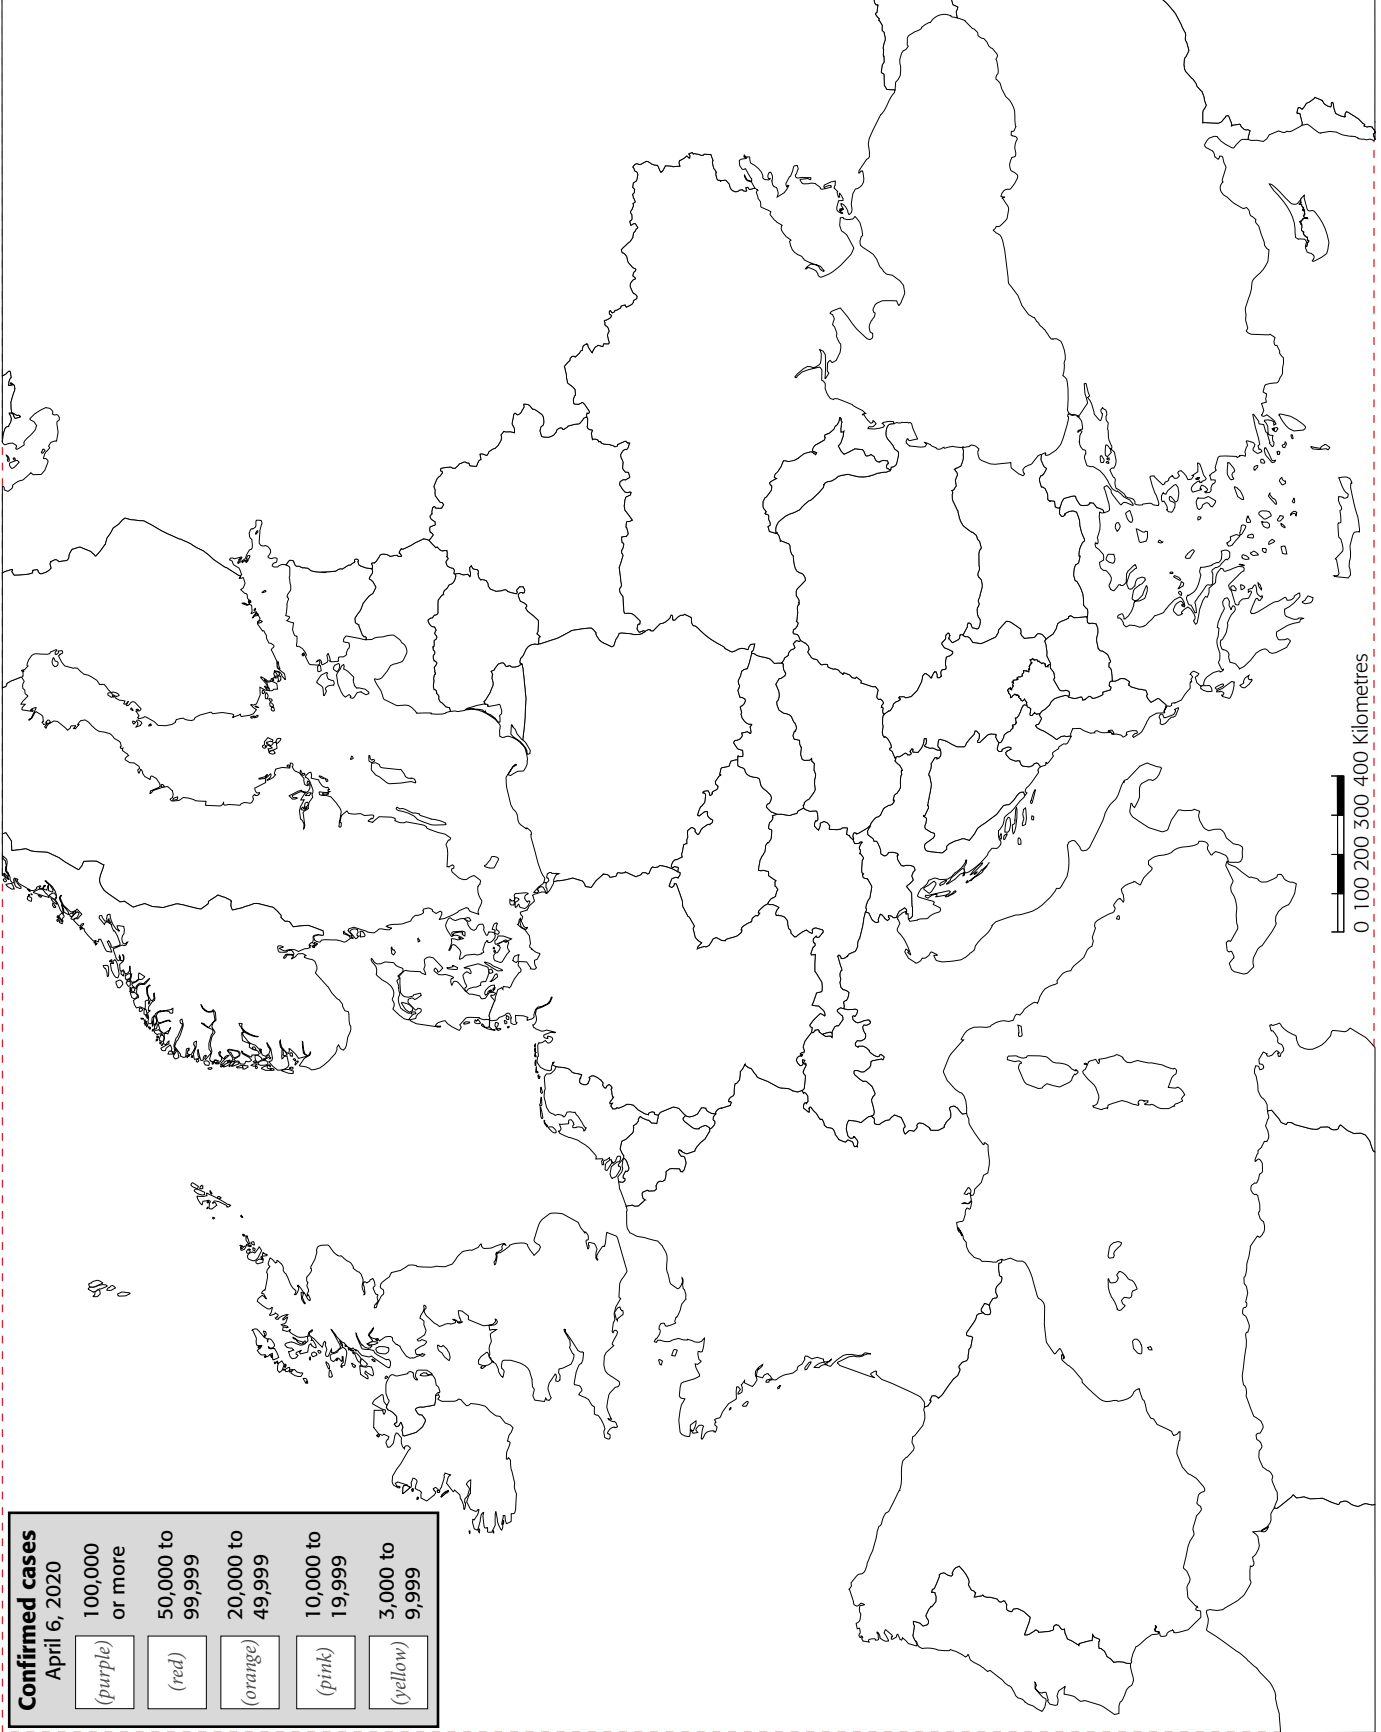 Confirmed cases
April 6, 2020
(purple)
100,000
or more
(red)
50,000 to
99,999
(orange)
20,000 to
49,999
(pink)
10,000 to
19,999
(yellow)
3,000 to
9,999
0 100 200 300 400 Kilometres